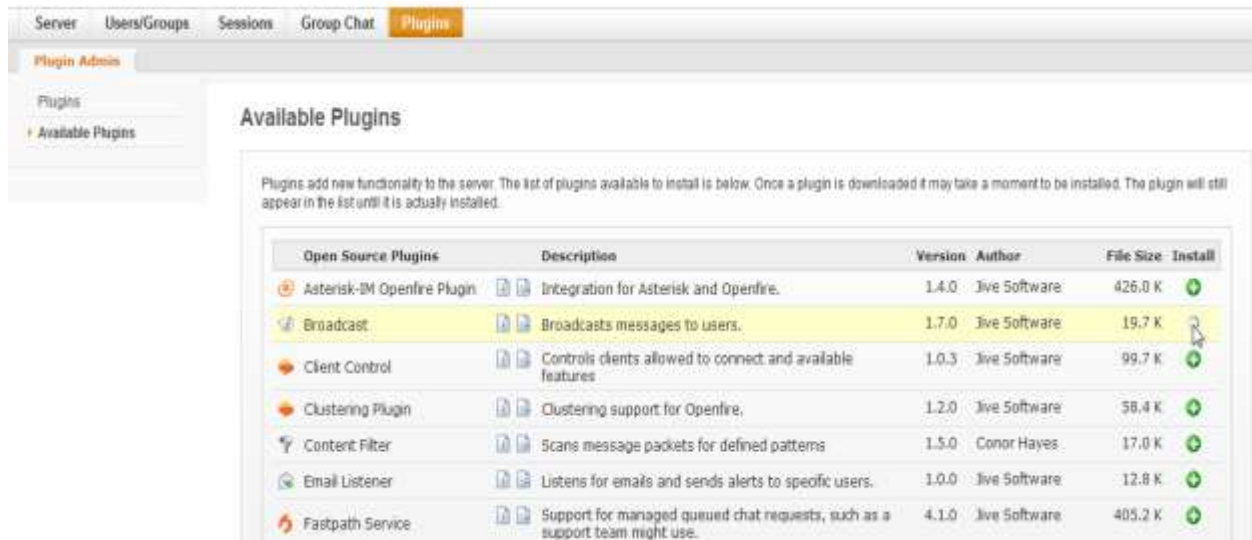 Server Users/Groups Sessions Group Chat Plugins
Plugin Admin
Plugins
Available Plugins
Available Plugins
Plugins add new functionality to the server. The list of plugins available to install is below. Once a plugin is downloaded it may take a moment to be installed. The plugin will still
appear in the list until it is actually installed.
Open Source Plugins Description Version Author File Size Install
Asterisk-IM Openfire Plugin Integration for Asterisk and Openfire. 1.4.0 Jive Software 426.0 K
Broadcast Broadcasts messages to users. 1.7.0 Jive Software 19.7 K
Client Control Controls clients allowed to connect and available
features 1.0.3 Jive Software 99.7 K
Clustering Plugin Clustering support for Openfire. 1.2.0 Jive Software 58.4 K
Content Filter Scans message packets for defined patterns 1.5.0 Conor Hayes 17.0 K
Email Listener Listens for emails and sends alerts to specific users. 1.0.0 Jive Software 12.8 K
Fastpath Service Support for managed queued chat requests, such as a
support team might use. 4.1.0 Jive Software 405.2 K